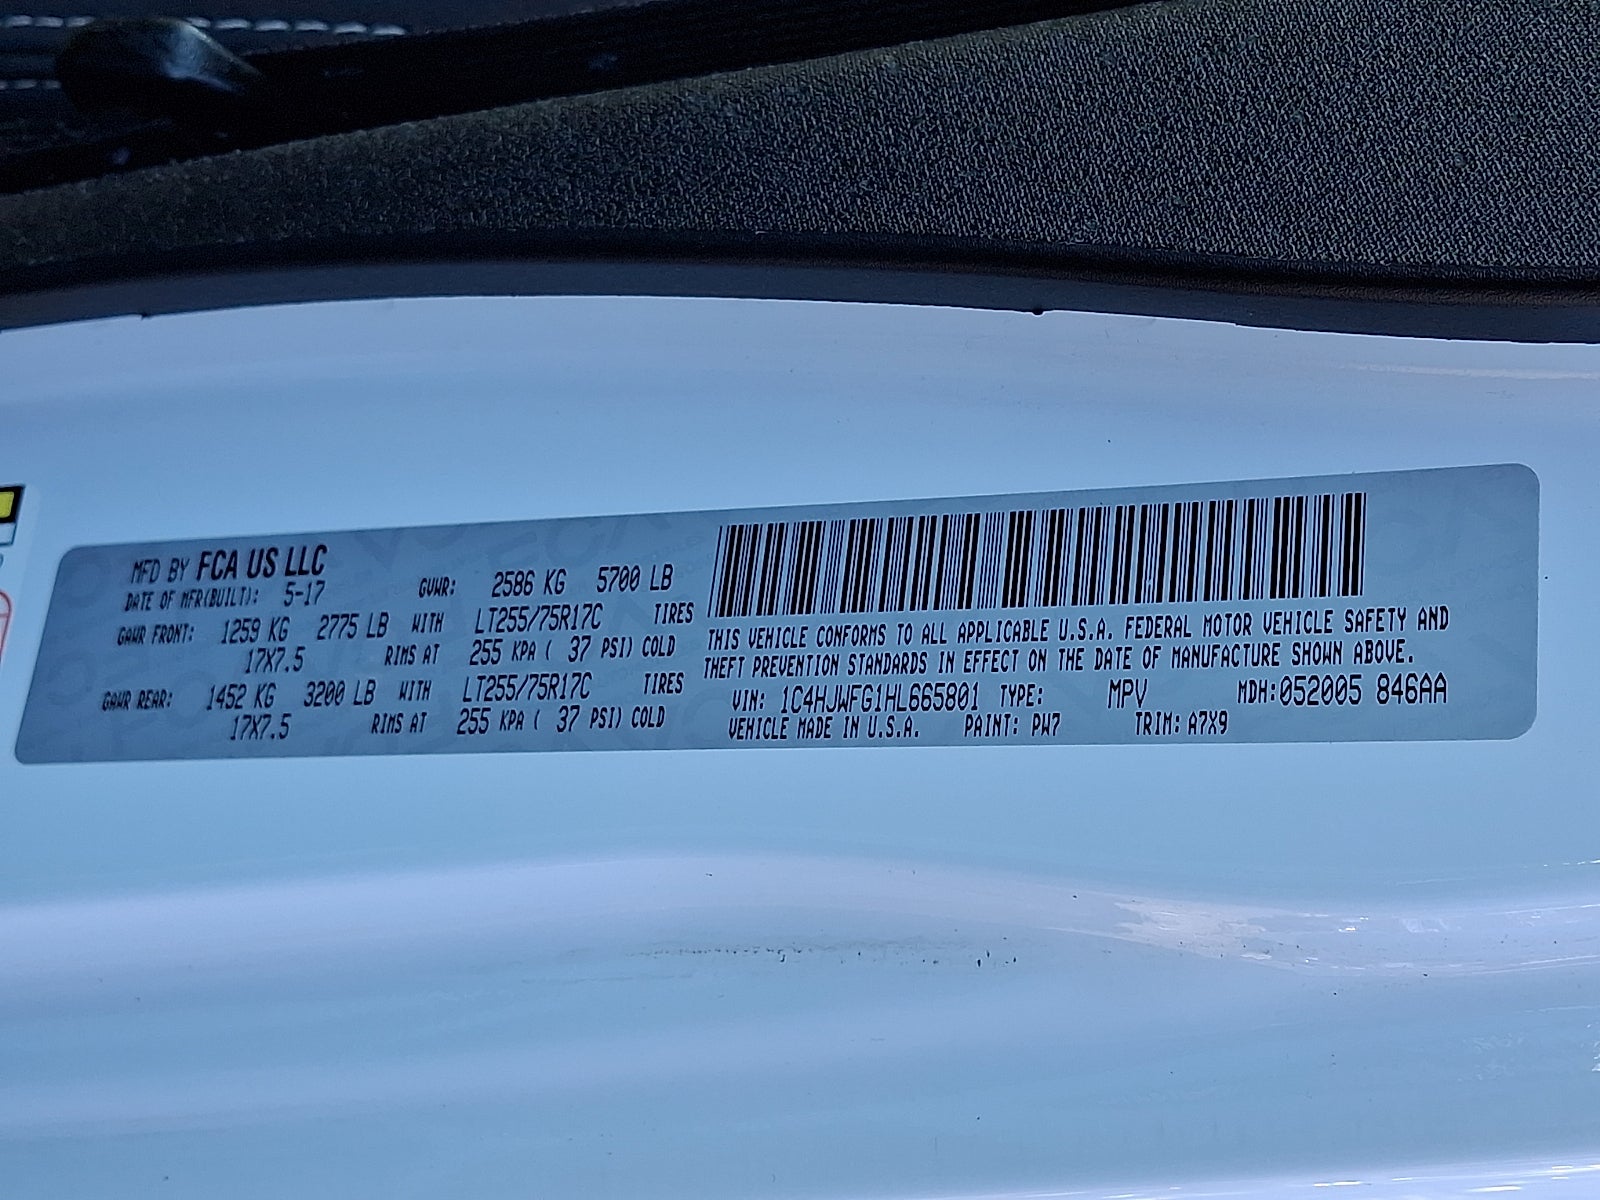 MFD BY FCA US LLC
DATE OF MFR(BUILT): 5-17 GVWR: 2586 KG 5700 LB
GAWR FRONT: 1259 KG 2775 LB WITH LT255/75R17C TIRES
17X7.5 RIMS AT 255 KPA ( 37 PSI) COLD
GAWR REAR: 1452 KG 3200 LB WITH LT255/75R17C TIRES
17X7.5 RIMS AT 255 KPA ( 37 PSI) COLD
THIS VEHICLE CONFORMS TO ALL APPLICABLE U.S.A. FEDERAL MOTOR VEHICLE SAFETY AND
THEFT PREVENTION STANDARDS IN EFFECT ON THE DATE OF MANUFACTURE SHOWN ABOVE.
VIN: 1C4HJWFG1HL665801 TYPE: MPV MDH:052005 846AA
VEHICLE MADE IN U.S.A. PAINT: PW7 TRIM: A7X9